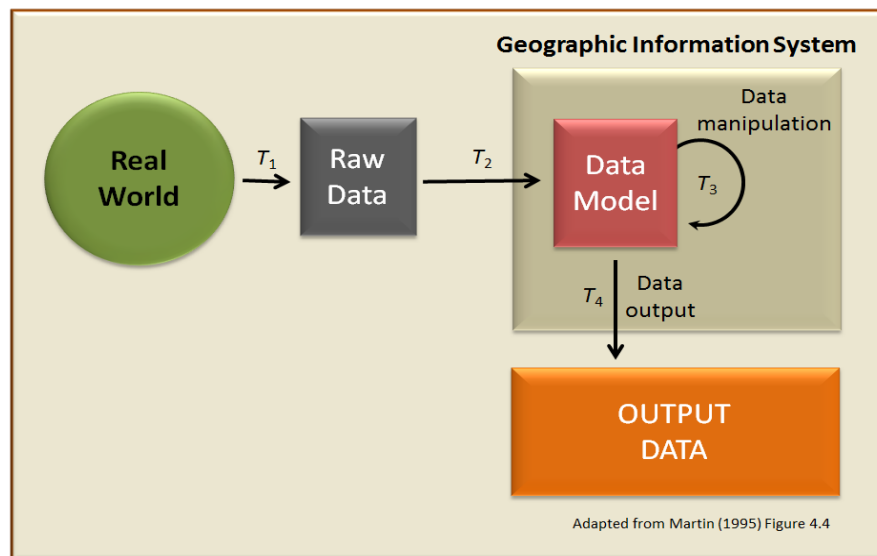 Geographic Information System
Real
World
T1
Raw
Data
T2
Data
Model
Data
manipulation
T3
T4
Data
output
OUTPUT
DATA
Adapted from Martin (1995) Figure 4.4